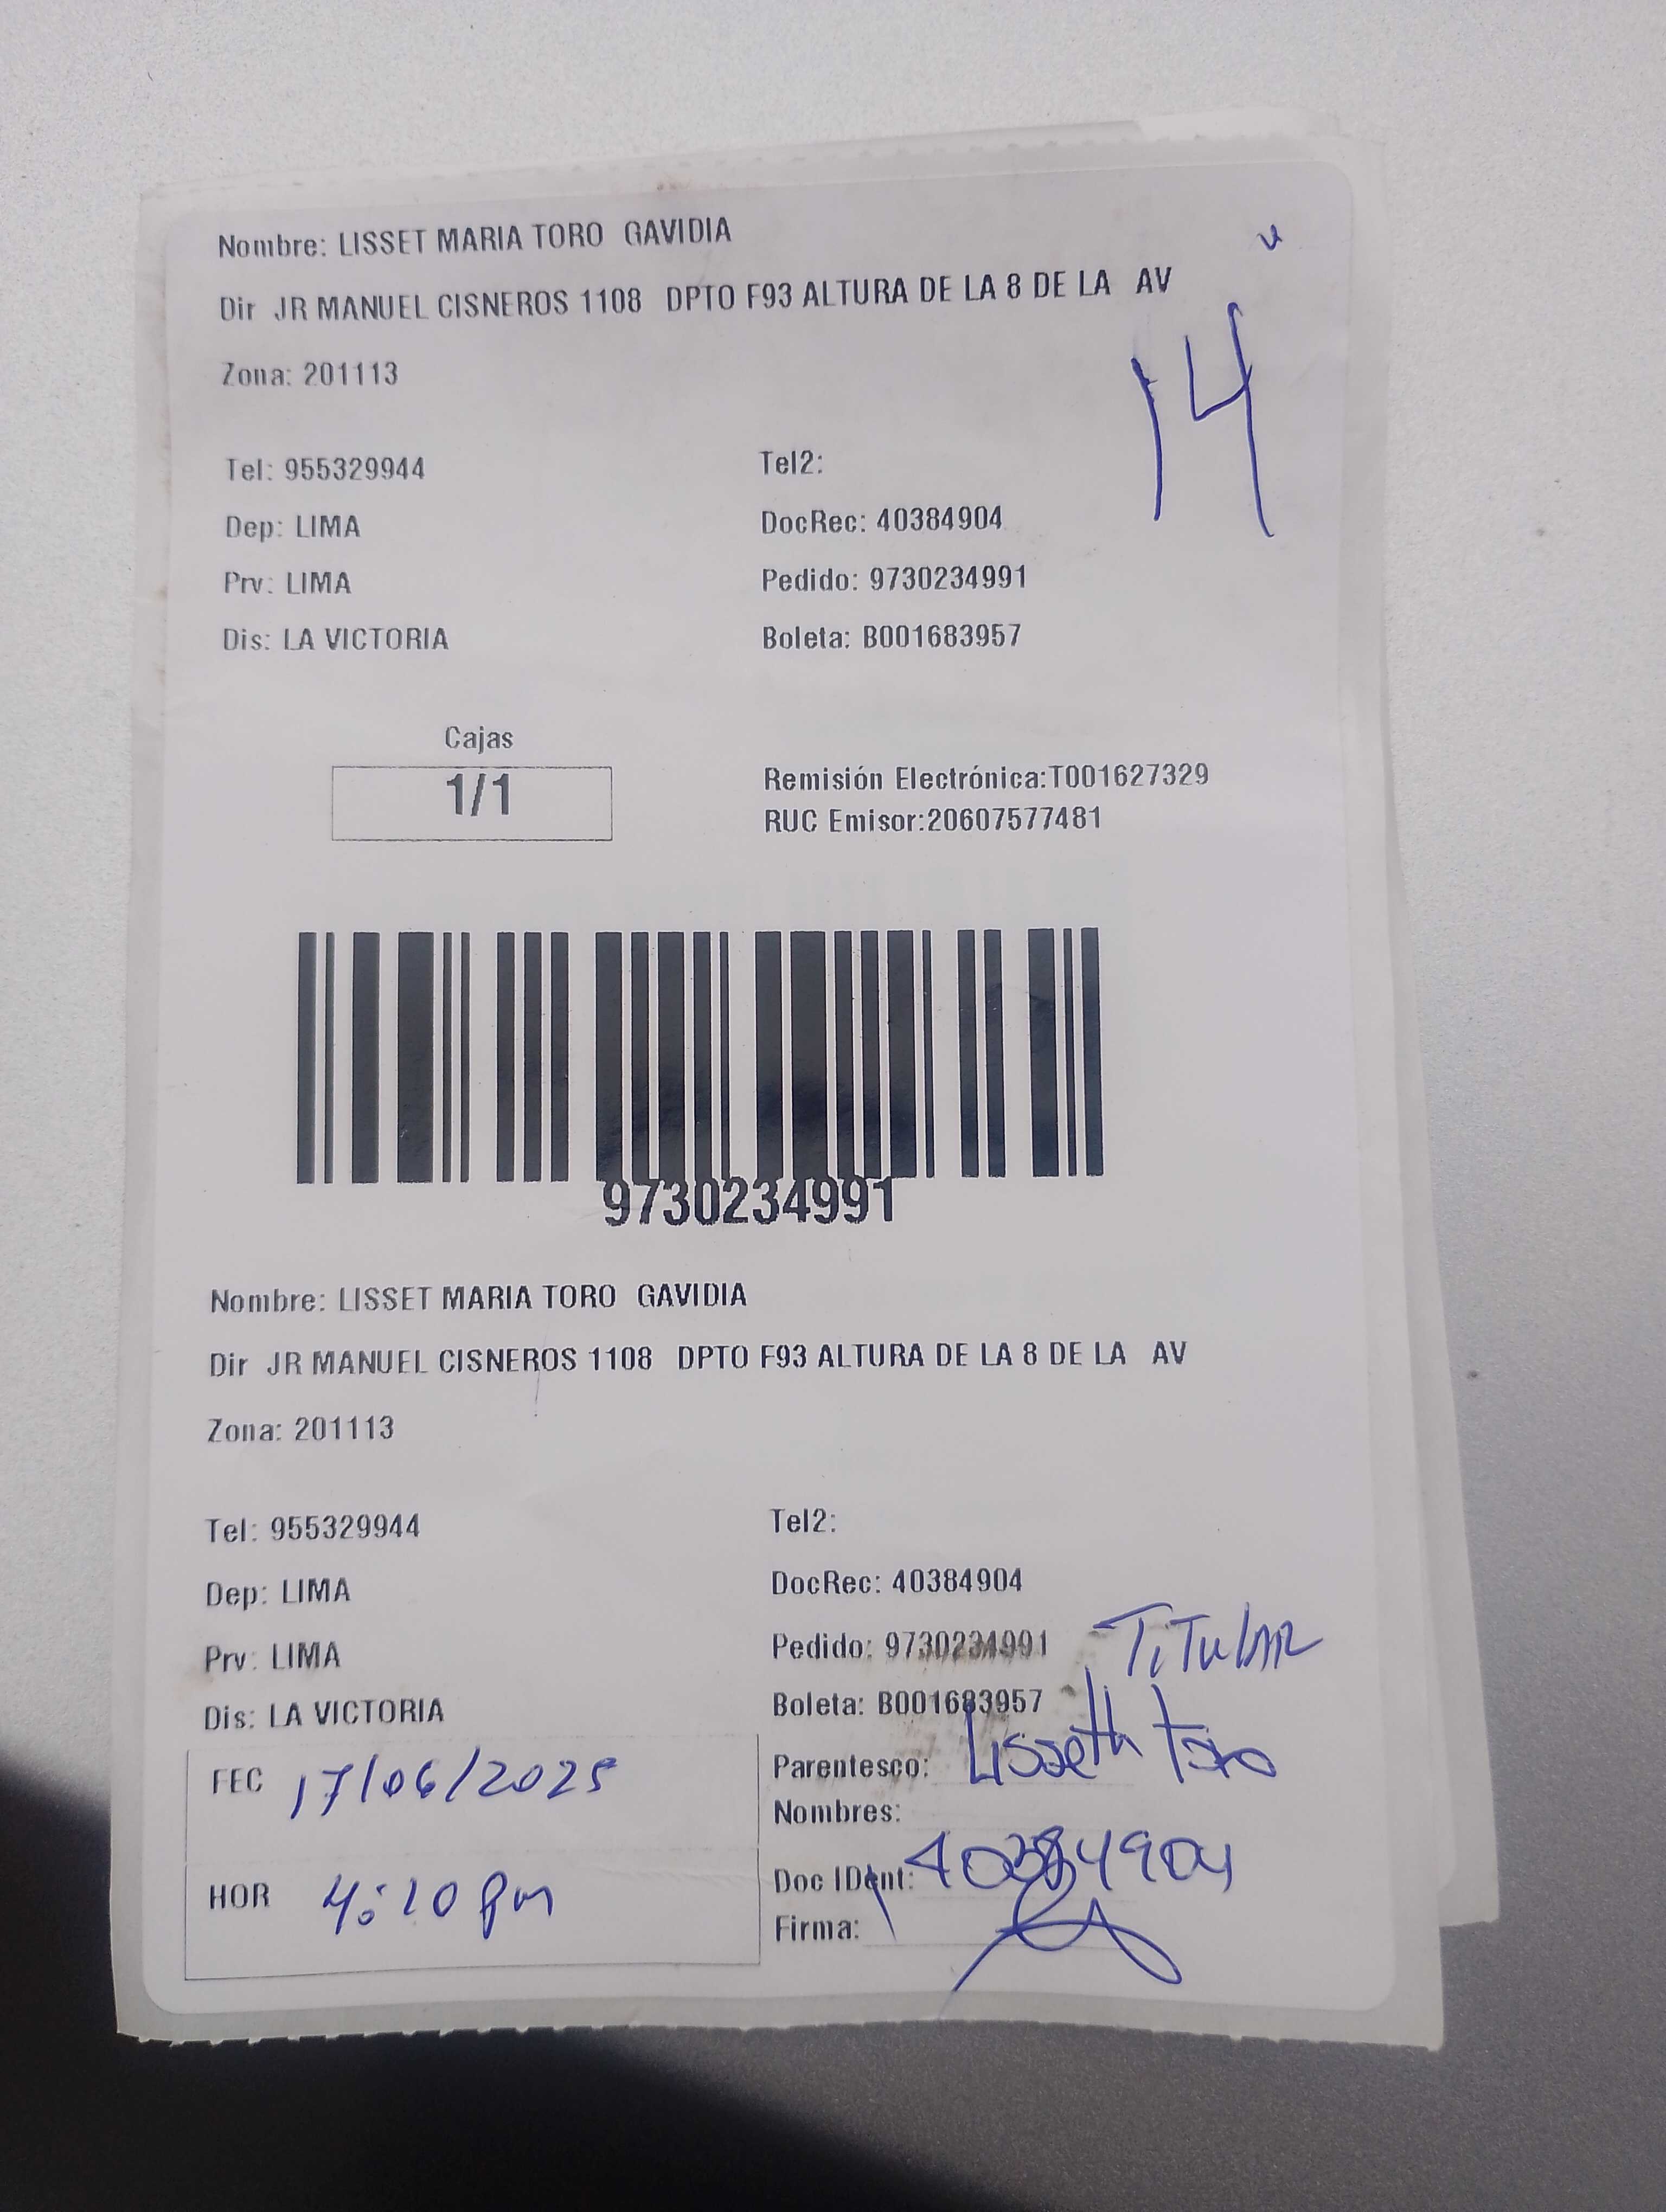 Nombre: LISSET MARIA TORO GAVIDIA
Dir JR MANUEL CISNEROS 1108 DPTO F93 ALTURA DE LA 8 DE LA AV
14
Zona: 201113
Tel: 955329944 Tel2:
Dep: LIMA DocRec: 40384904
Prv: LIMA Pedido: 9730234991
Dis: LA VICTORIA Boleta: B001683957
Cajas
1/1
Remisión Electrónica:T001627329
RUC Emisor:20607577481
9730234991
Nombre: LISSET MARIA TORO GAVIDIA
Dir JR MANUEL CISNEROS 1108 DPTO F93 ALTURA DE LA 8 DE LA AV
Zona: 201113
Tel: 955329944 Tel2:
Dep: LIMA DocRec: 40384904
Prv: LIMA Pedido: 9730234991 TITULAR
Dis: LA VICTORIA Boleta: B001683957
FEC 17/06/2025 Parentesco: Lisseth Toro
Nombres:
HOR 4:10 pm Doc IDent: 40384904
Firma: